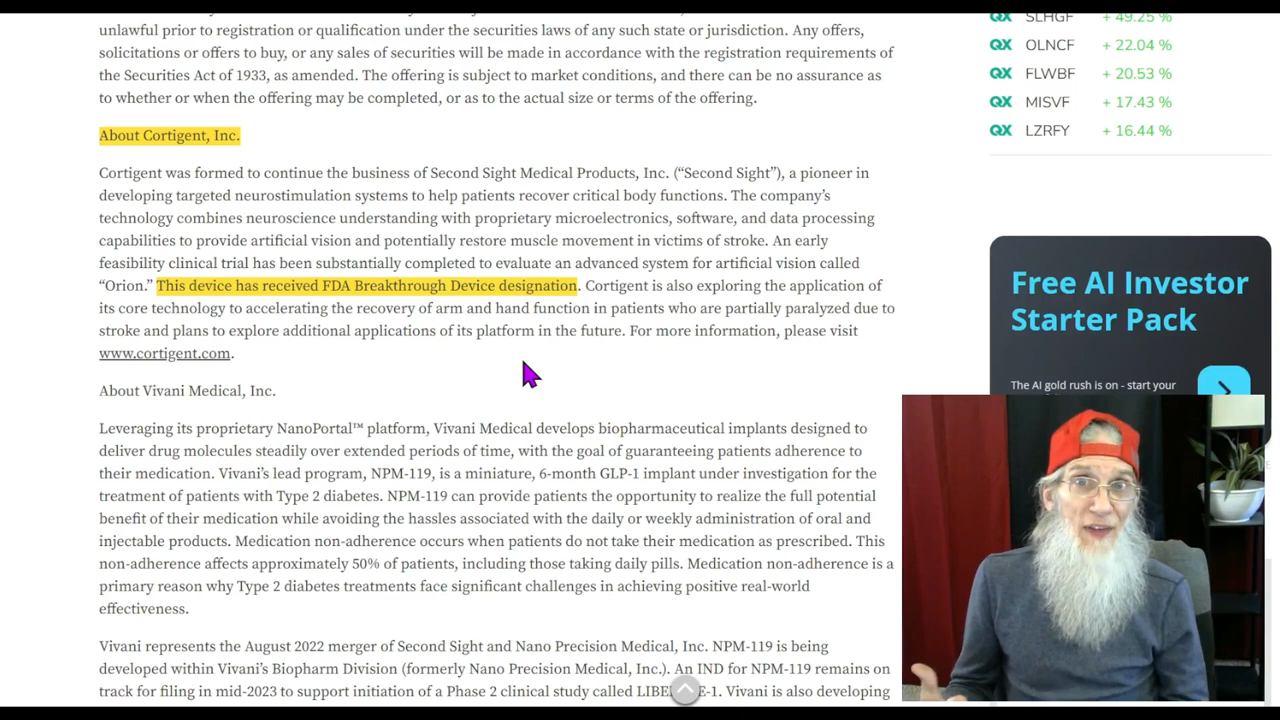 unlawful prior to registration or qualification under the securities laws of any such state or jurisdiction. Any offers,
solicitations or offers to buy, or any sales of securities will be made in accordance with the registration requirements of
the Securities Act of 1933, as amended. The offering is subject to market conditions, and there can be no assurance as
to whether or when the offering may be completed, or as to the actual size or terms of the offering.
About Cortigent, Inc.
Cortigent was formed to continue the business of Second Sight Medical Products, Inc. (“Second Sight”), a pioneer in
developing targeted neurostimulation systems to help patients recover critical body functions. The company’s
technology combines neuroscience understanding with proprietary microelectronics, software, and data processing
capabilities to provide artificial vision and potentially restore muscle movement in victims of stroke. An early
feasibility clinical trial has been substantially completed to evaluate an advanced system for artificial vision called
“Orion.” This device has received FDA Breakthrough Device designation. Cortigent is also exploring the application of
its core technology to accelerating the recovery of arm and hand function in patients who are partially paralyzed due to
stroke and plans to explore additional applications of its platform in the future. For more information, please visit
www.cortigent.com.
About Vivani Medical, Inc.
Leveraging its proprietary NanoPortal™ platform, Vivani Medical develops biopharmaceutical implants designed to
deliver drug molecules steadily over extended periods of time, with the goal of guaranteeing patients adherence to
their medication. Vivani’s lead program, NPM-119, is a miniature, 6-month GLP-1 implant under investigation for the
treatment of patients with Type 2 diabetes. NPM-119 can provide patients the opportunity to realize the full potential
benefit of their medication while avoiding the hassles associated with the daily or weekly administration of oral and
injectable products. Medication non-adherence occurs when patients do not take their medication as prescribed. This
non-adherence affects approximately 50% of patients, including those taking daily pills. Medication non-adherence is a
primary reason why Type 2 diabetes treatments face significant challenges in achieving positive real-world
effectiveness.
Vivani represents the August 2022 merger of Second Sight and Nano Precision Medical, Inc. NPM-119 is being
developed within Vivani’s Biopharm Division (formerly Nano Precision Medical, Inc.). An IND for NPM-119 remains on
track for filing in mid-2023 to support initiation of a Phase 2 clinical study called E-1. Vivani is also developing
QX SLHGF + 49.25 %
QX OLNCF + 22.04 %
QX FLWBF + 20.53 %
QX MISVF + 17.43 %
QX LZRFY + 16.44 %
Free AI Investor
Starter Pack
The AI gold rush is on - start your